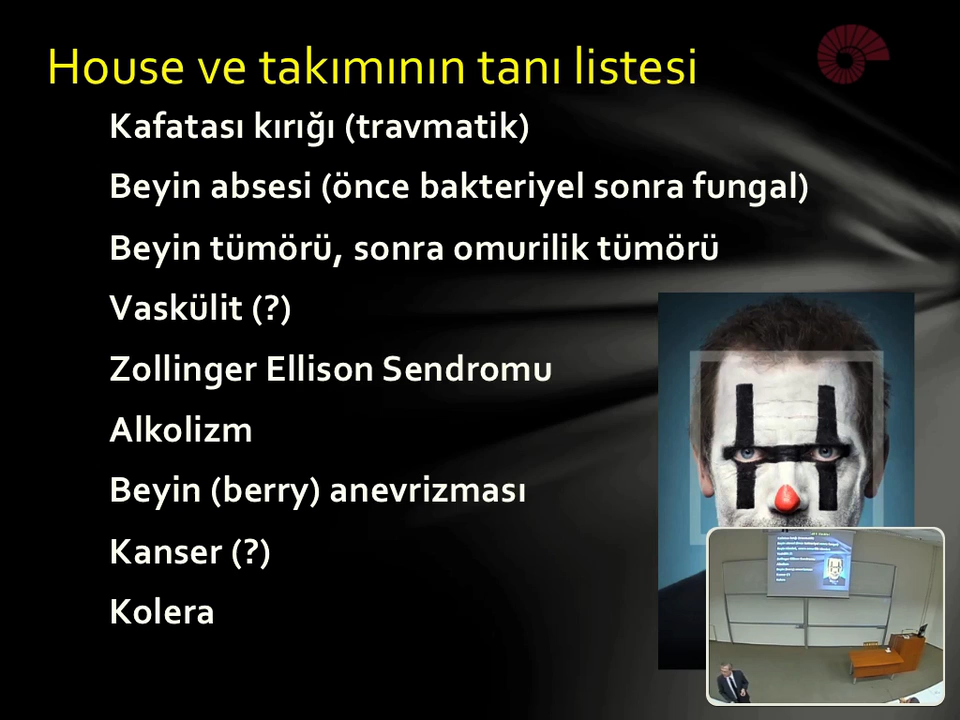 House ve takımının tanı listesi
Kafatası kırığı (travmatik)
Beyin absesi (önce bakteriyel sonra fungal)
Beyin tümörü, sonra omurilik tümörü
Vaskülit (?)
Zollinger Ellison Sendromu
Alkolizm
Beyin (berry) anevrizması
Kanser (?)
Kolera